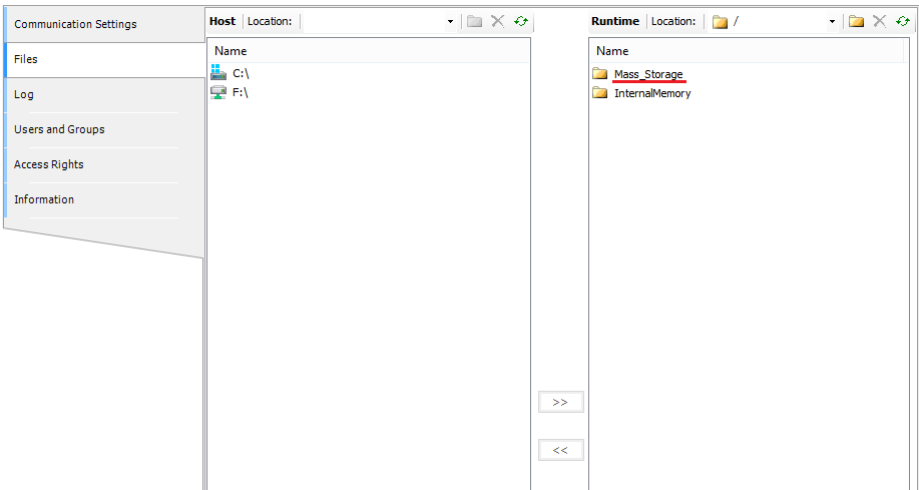 Communication Settings
Files
Log
Users and Groups
Access Rights
Information
Host Location:
Name
C:\
F:\
>>
<<
Runtime Location: /
Name
Mass_Storage
InternalMemory